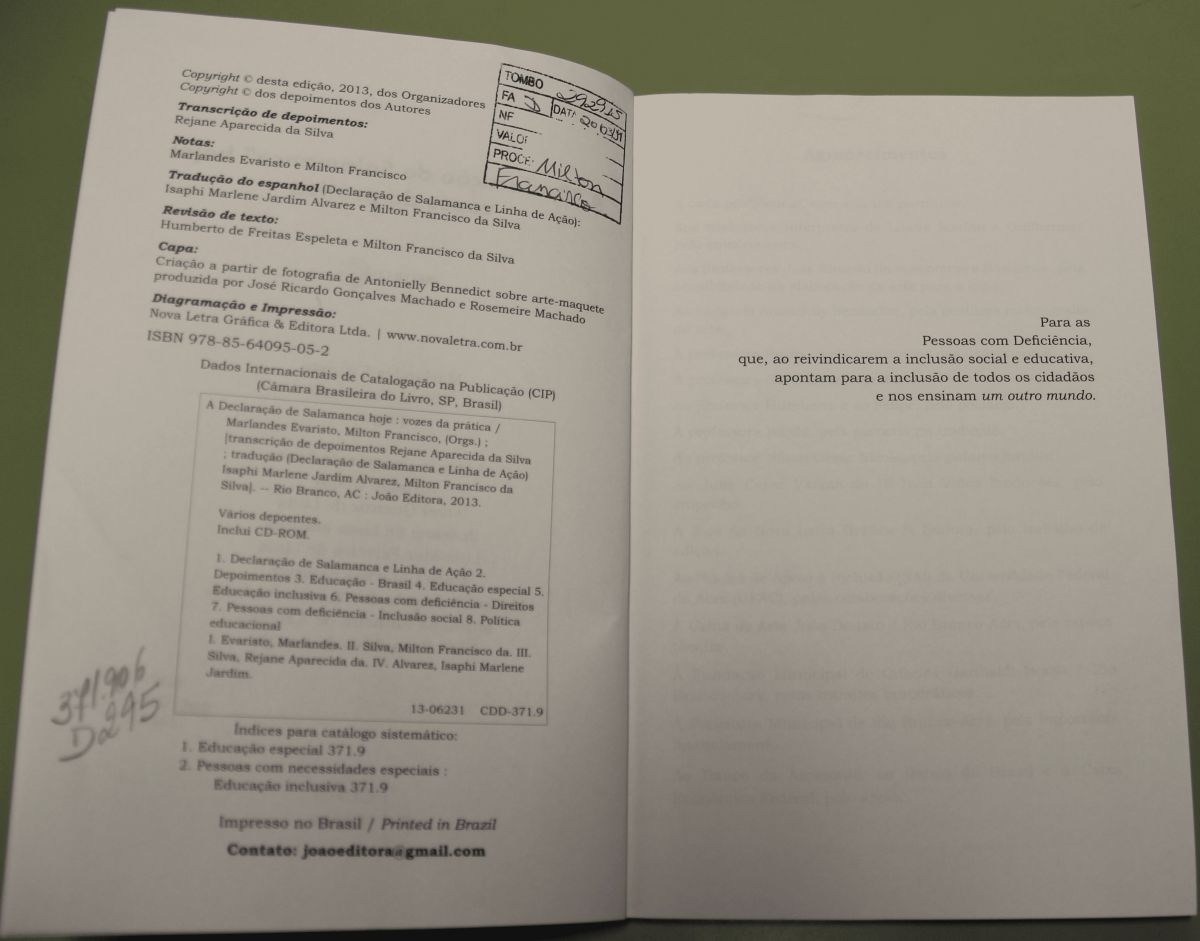 Copyright © desta edição, 2013, dos Organizadores
Copyright © dos depoimentos dos Autores
Transcrição de depoimentos:
Rejane Aparecida da Silva
Notas:
Marlandes Evaristo e Milton Francisco
Tradução do espanhol (Declaração de Salamanca e Linha de Ação):
Isaphi Marlene Jardim Alvarez e Milton Francisco da Silva
Revisão de texto:
Humberto de Freitas Espeleta e Milton Francisco da Silva
Capa:
Criação a partir de fotografia de Antonielly Bennedict sobre arte-maquete
produzida por José Ricardo Gonçalves Machado e Rosemeire Machado
Diagramação e Impressão:
Nova Letra Gráfica & Editora Ltda. | www.novaletra.com.br
ISBN 978-85-64095-05-2
Dados Internacionais de Catalogação na Publicação (CIP)
(Câmara Brasileira do Livro, SP, Brasil)
A Declaração de Salamanca hoje : vozes da prática /
Marlandes Evaristo, Milton Francisco, (Orgs.) ;
[transcrição de depoimentos Rejane Aparecida da Silva
; tradução (Declaração de Salamanca e Linha de Ação)
Isaphi Marlene Jardim Alvarez, Milton Francisco da
Silva]. -- Rio Branco, AC : João Editora, 2013.
Vários depoentes.
Inclui CD-ROM.
1. Declaração de Salamanca e Linha de Ação 2.
Depoimentos 3. Educação - Brasil 4. Educação especial 5.
Educação inclusiva 6. Pessoas com deficiência - Direitos
7. Pessoas com deficiência - Inclusão social 8. Política
educacional
I. Evaristo, Marlandes. II. Silva, Milton Francisco da. III.
Silva, Rejane Aparecida da. IV. Alvarez, Isaphi Marlene
Jardim.
13-06231 CDD-371.9
Índices para catálogo sistemático:
1. Educação especial 371.9
2. Pessoas com necessidades especiais :
Educação inclusiva 371.9
Impresso no Brasil / Printed in Brazil
Contato: joaoeditora@gmail.com
TOMBO
FA D DATA
NF
VALOR
PROCE. Milton
Francisco
371.906
Para as
Pessoas com Deficiência,
que, ao reivindicarem a inclusão social e educativa,
apontam para a inclusão de todos os cidadãos
e nos ensinam um outro mundo.